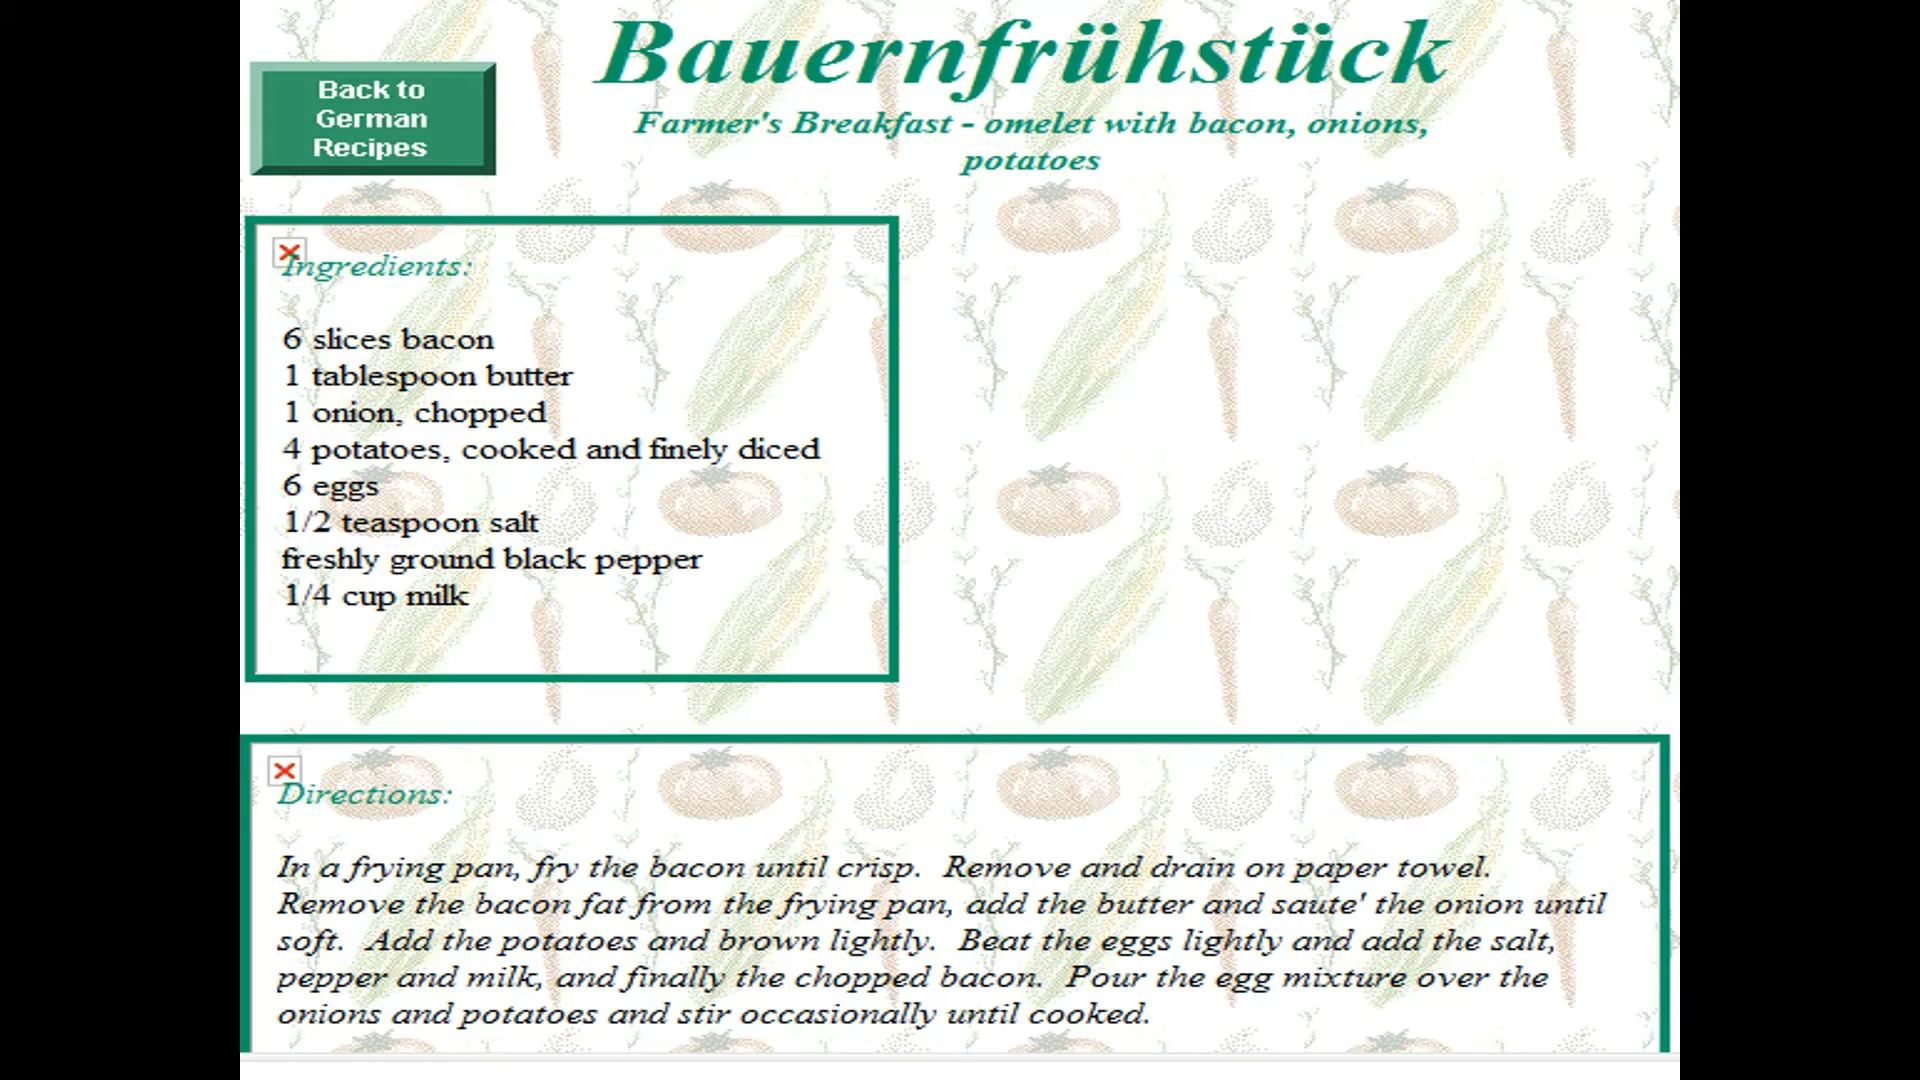 Bauernfrühstück
Back to
German
Recipes
Farmer's Breakfast - omelet with bacon, onions,
potatoes
Ingredients:
6 slices bacon
1 tablespoon butter
1 onion, chopped
4 potatoes, cooked and finely diced
6 eggs
1/2 teaspoon salt
freshly ground black pepper
1/4 cup milk
Directions:
In a frying pan, fry the bacon until crisp.  Remove and drain on paper towel.
Remove the bacon fat from the frying pan, add the butter and saute' the onion until
soft.  Add the potatoes and brown lightly.  Beat the eggs lightly and add the salt,
pepper and milk, and finally the chopped bacon.  Pour the egg mixture over the
onions and potatoes and stir occasionally until cooked.